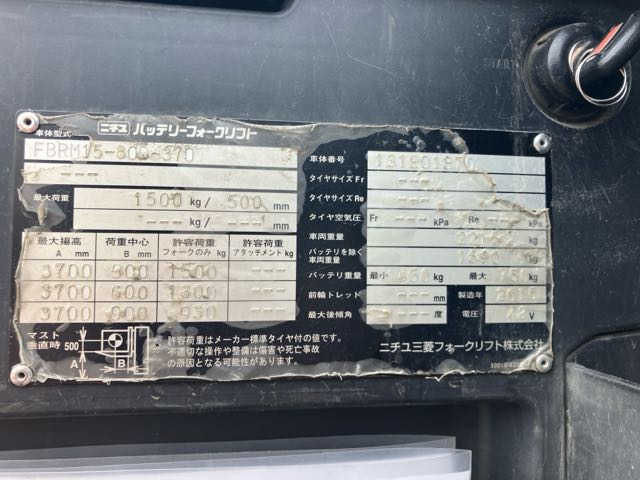 START
ニチユ バッテリーフォークリフト
車体型式
FBRM15-80B-370
---
最大荷重 1500 kg/ 500 mm
--- kg/ --- mm
最大揚高 A mm 荷重中心 B mm 許容荷重 フォークのみ kg 許容荷重 アタッチメント kg
3700 500 1500 ---
3700 600 1300 ---
3700 930 ---
マスト垂直時 500 A B
許容荷重はメーカー標準タイヤ付の値です。
不適切な操作や整備は傷害や死亡事故
の原因となる可能性があります。
車体番号
タイヤサイズ Fr ---
タイヤサイズ Re ---
タイヤ空気圧 Fr --- kPa Re --- kPa
車両重量 kg
バッテリを除く車両重量 kg
バッテリ重量 最小 kg 最大 kg
前輪トレッド --- mm 製造年
最大後傾角 度 電圧 48 V
ニチユ三菱フォークリフト株式会社